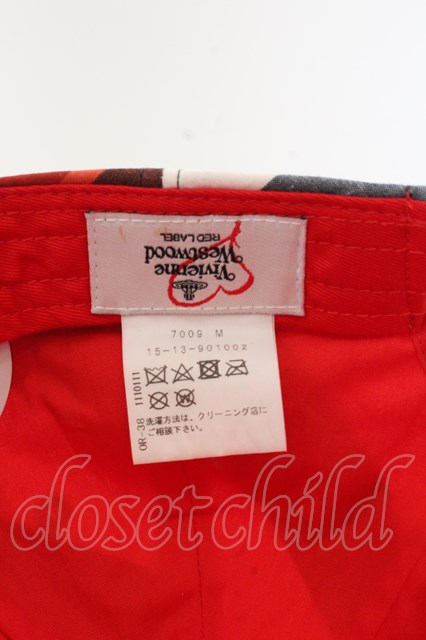 Vivienne
Westwood
RED LABEL
7009 M
15-13-901002
洗濯方法は、クリーニング店に
ご相談下さい。
OR-38 1110111
closet child